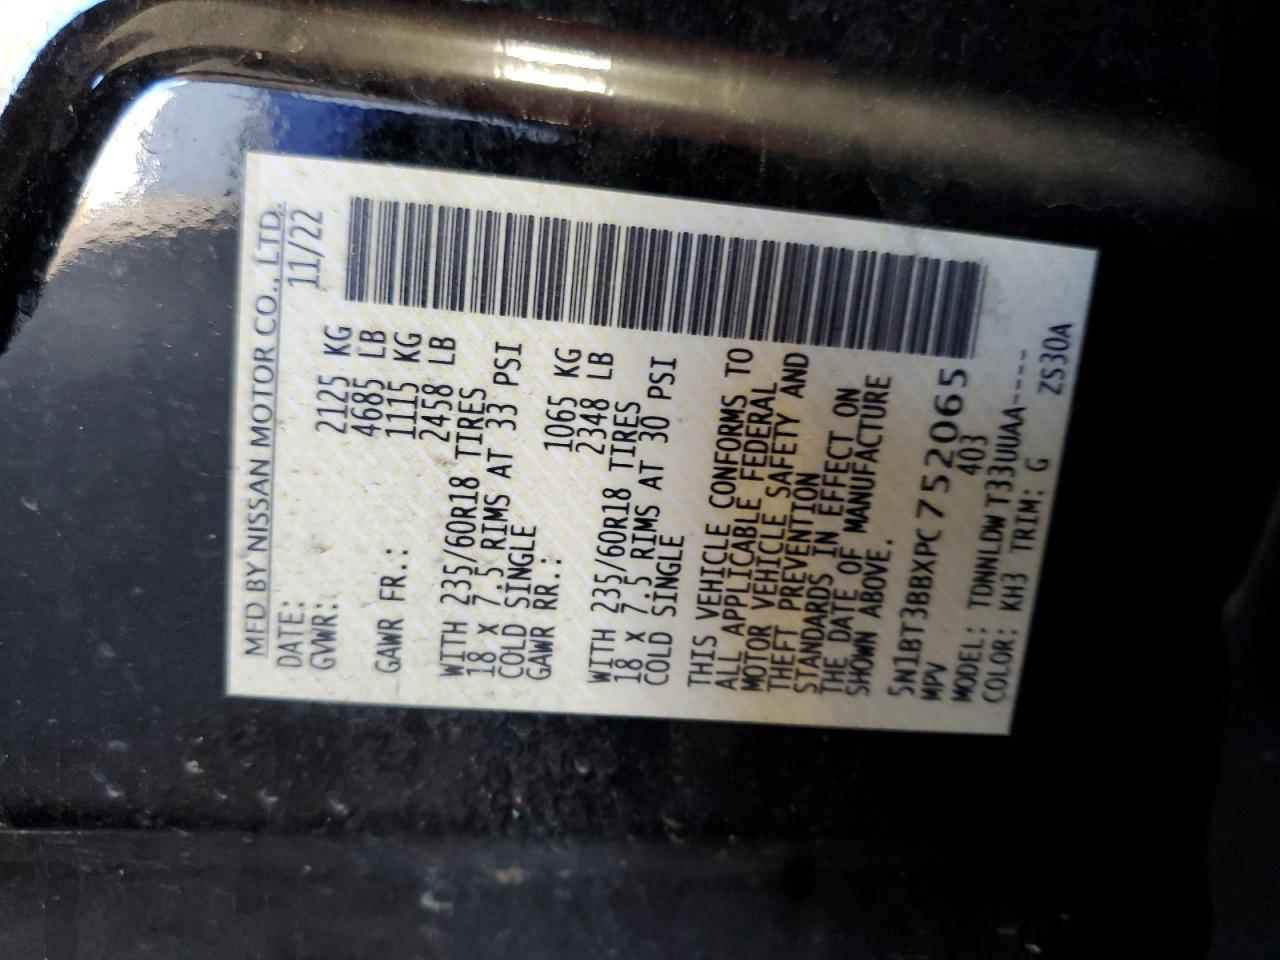 MFD BY NISSAN MOTOR CO., LTD.
DATE: 11/22
GVWR: 2125 KG
4685 LB
GAWR FR.: 1115 KG
2458 LB
WITH 235/60R18 TIRES
18 X 7.5 RIMS AT 33 PSI
COLD SINGLE
GAWR RR.: 1065 KG
2348 LB
WITH 235/60R18 TIRES
18 X 7.5 RIMS AT 30 PSI
COLD SINGLE
THIS VEHICLE CONFORMS TO
ALL APPLICABLE FEDERAL
MOTOR VEHICLE SAFETY AND
THEFT PREVENTION
STANDARDS IN EFFECT ON
THE DATE OF MANUFACTURE
SHOWN ABOVE.
5N1BT3BBXPC752065
MPV 403
MODEL: TDNNLDWT33UUAA----
COLOR: KH3 TRIM: G ZS30A